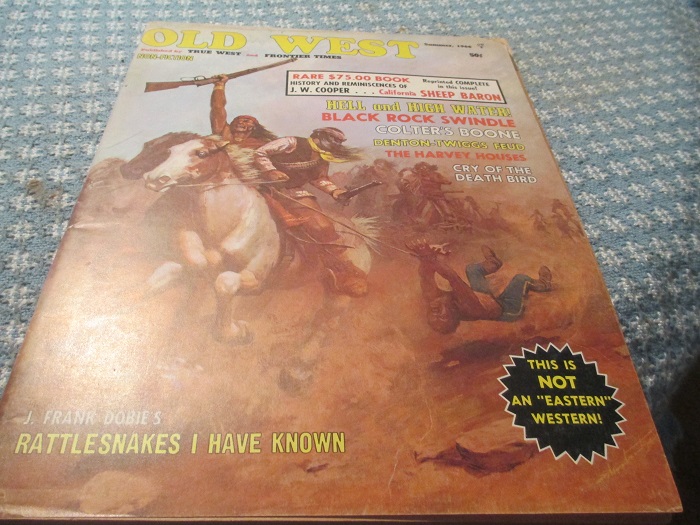 OLD WEST
Summer, 1968
Published by TRUE WEST and FRONTIER TIMES
50¢
NON-FICTION
RARE $75.00 BOOK
Reprinted COMPLETE
in this issue!
HISTORY AND REMINISCENCES OF
J. W. COOPER . . . California SHEEP BARON
HELL and HIGH WATER!
BLACK ROCK SWINDLE
COLTER'S BOONE
DENTON-TWIGGS FEUD
THE HARVEY HOUSES
CRY OF THE
DEATH BIRD
THIS IS
NOT
AN "EASTERN"
WESTERN!
J. FRANK DOBIE'S
RATTLESNAKES I HAVE KNOWN